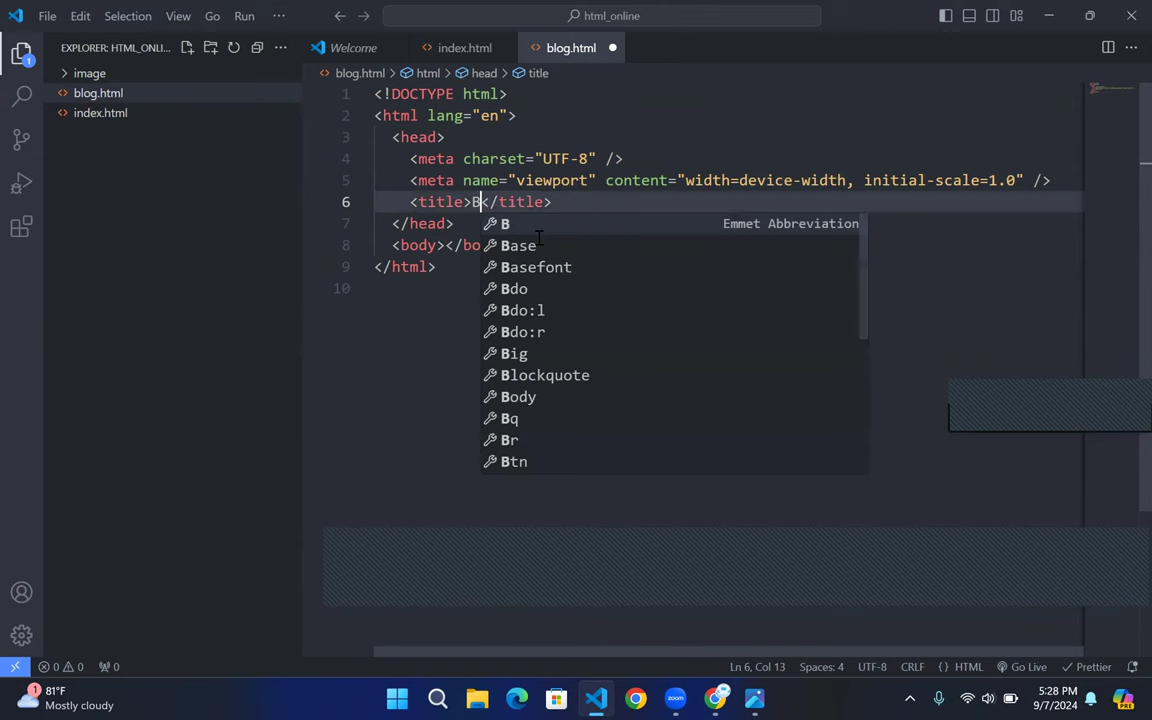 File Edit Selection View Go Run ··· html_online
EXPLORER: HTML_ONLI... Welcome index.html blog.html
1
image
blog.html
index.html
blog.html > html > head > title
1 <!DOCTYPE html>
2 <html lang="en">
3 <head>
4 <meta charset="UTF-8" />
5 <meta name="viewport" content="width=device-width, initial-scale=1.0" />
6 <title>B</title>
7 </head>
8 <body></bo
9 </html>
10
B Emmet Abbreviation
Base
Basefont
Bdo
Bdo:l
Bdo:r
Big
Blockquote
Body
Bq
Br
Btn
0 0 0 Ln 6, Col 13 Spaces: 4 UTF-8 CRLF {} HTML Go Live Prettier
1 81°F
Mostly cloudy
zoom
PRE
5:28 PM
9/7/2024